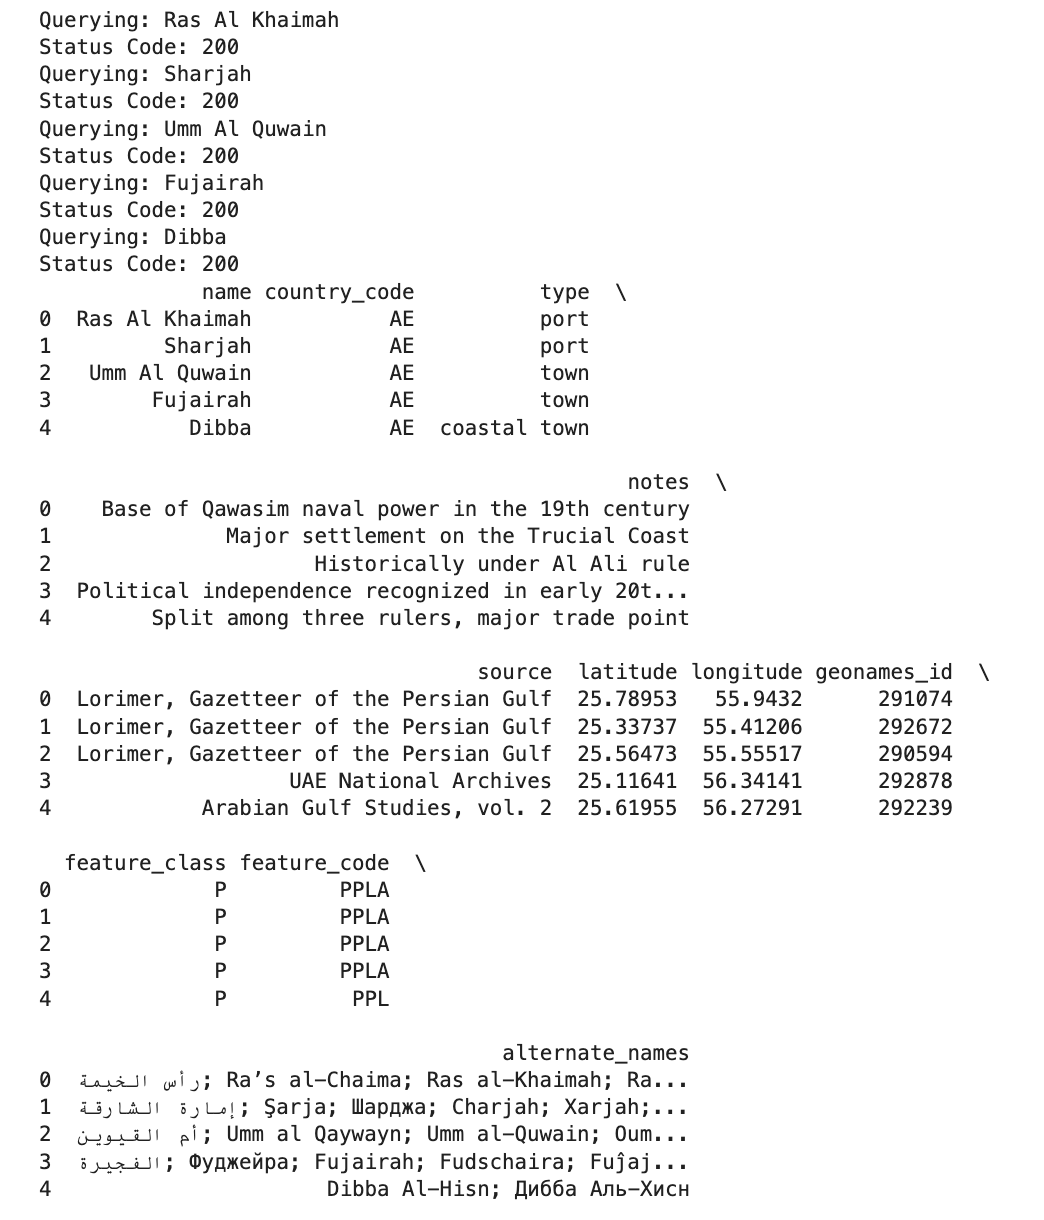 Querying: Ras Al Khaimah
Status Code: 200
Querying: Sharjah
Status Code: 200
Querying: Umm Al Quwain
Status Code: 200
Querying: Fujairah
Status Code: 200
Querying: Dibba
Status Code: 200
name country_code type \
0 Ras Al Khaimah AE port
1 Sharjah AE port
2 Umm Al Quwain AE town
3 Fujairah AE town
4 Dibba AE coastal town
notes \
0 Base of Qawasim naval power in the 19th century
1 Major settlement on the Trucial Coast
2 Historically under Al Ali rule
3 Political independence recognized in early 20t...
4 Split among three rulers, major trade point
source latitude longitude geonames_id \
0 Lorimer, Gazetteer of the Persian Gulf 25.78953 55.9432 291074
1 Lorimer, Gazetteer of the Persian Gulf 25.33737 55.41206 292672
2 Lorimer, Gazetteer of the Persian Gulf 25.56473 55.55517 290594
3 UAE National Archives 25.11641 56.34141 292878
4 Arabian Gulf Studies, vol. 2 25.61955 56.27291 292239
feature_class feature_code \
0 P PPLA
1 P PPLA
2 P PPLA
3 P PPLA
4 P PPL
alternate_names
0 رأس الخيمة; Ra’s al-Chaima; Ras al-Khaimah; Ra...
1 إمارة الشارقة; Şarja; Шарджа; Charjah; Xarjah;...
2 أم القيوين; Umm al Qaywayn; Umm al-Quwain; Oum...
3 الفجيرة; Фуджейра; Fujairah; Fudschaira; Fuĵaj...
4 Dibba Al-Hisn; Дибба Аль-Хисн